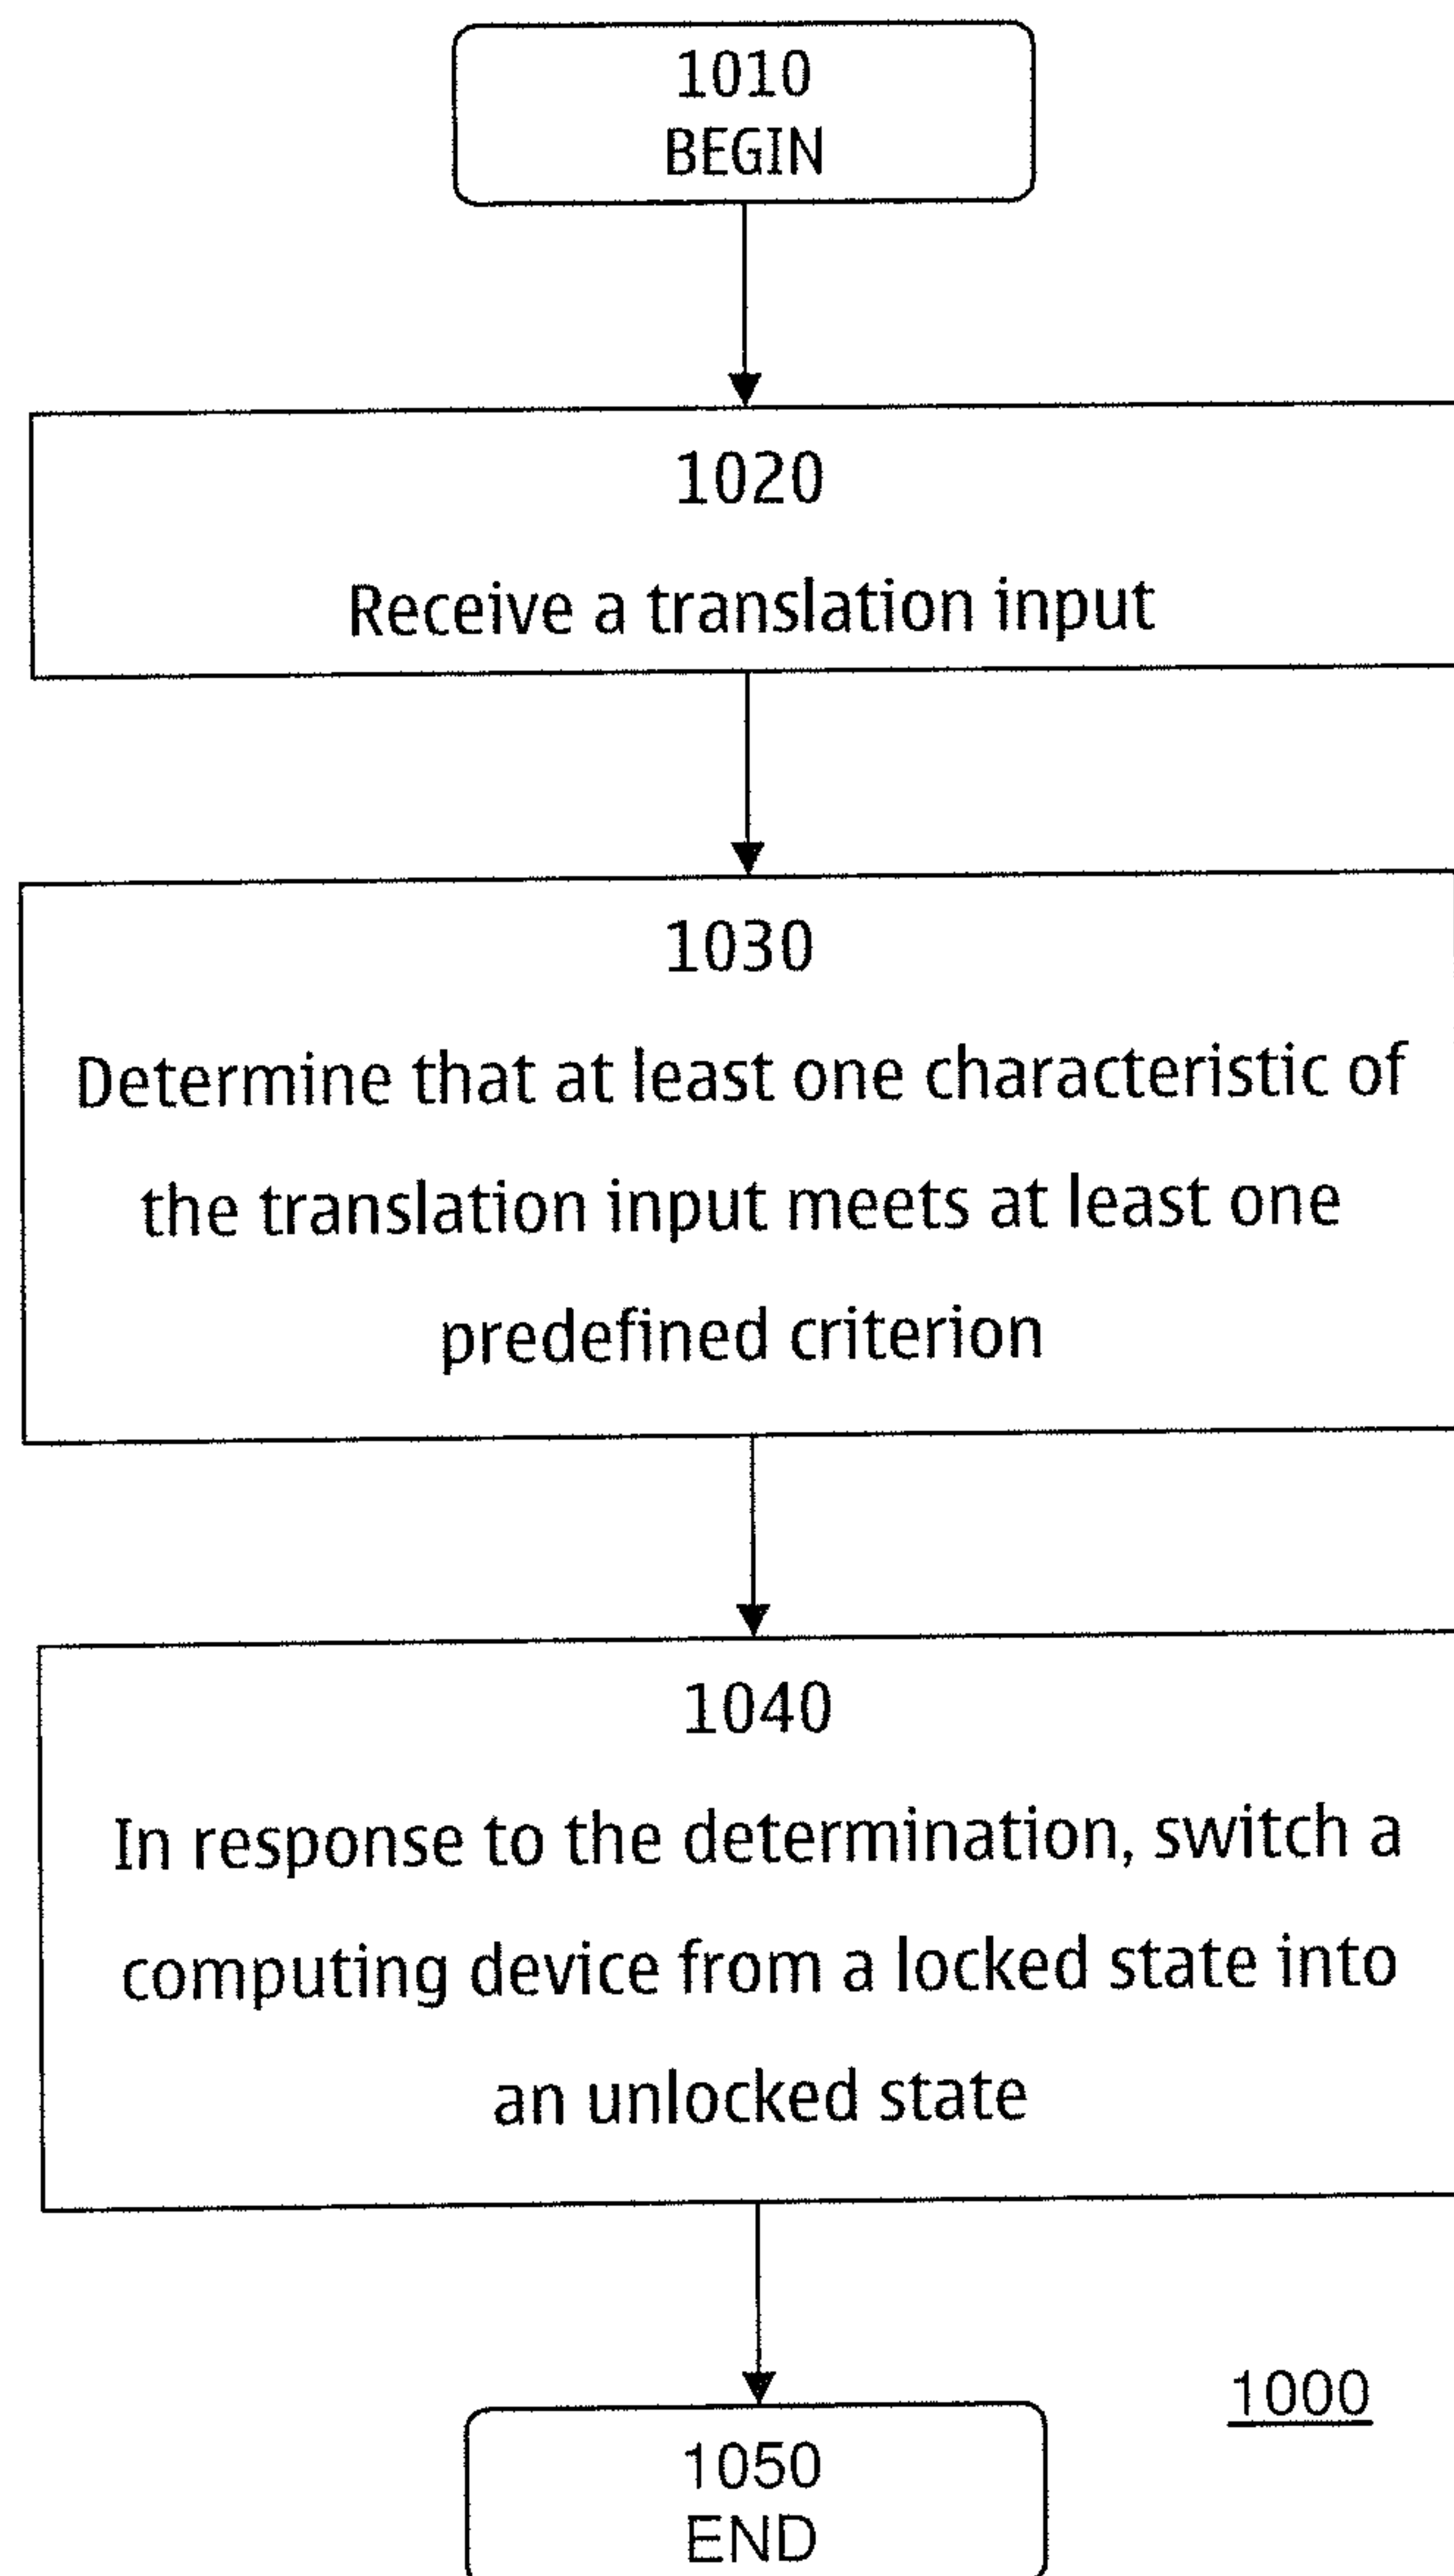 1010
BEGIN
1020
Receive a translation input
1030
Determine that at least one characteristic of
the translation input meets at least one
predefined criterion
1040
In response to the determination, switch a
computing device from a locked state into
an unlocked state
1000
1050
END